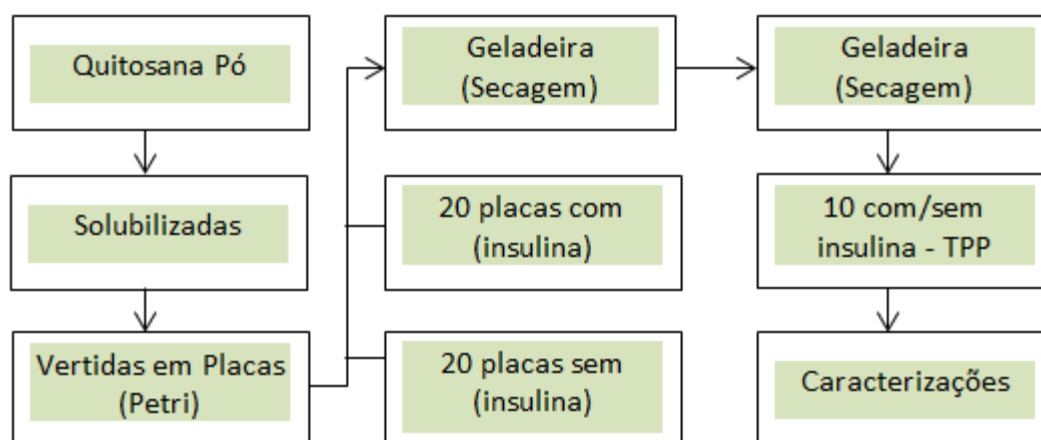 Quitosana Pó
Solubilizadas
Vertidas em Placas
(Petri)
Geladeira
(Secagem)
20 placas com
(insulina)
20 placas sem
(insulina)
Geladeira
(Secagem)
10 com/sem
insulina - TPP
Caracterizações